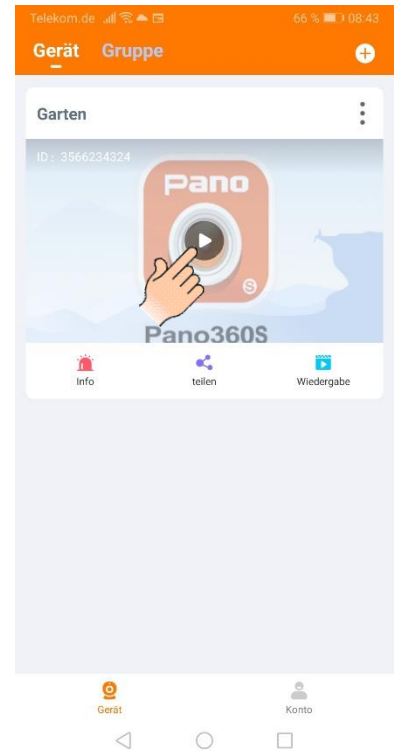 Telekom.de 66 % 08:43
Gerät Gruppe
Garten
ID: 3566234324
Pano
S
Pano360S
Info teilen Wiedergabe
Gerät Konto